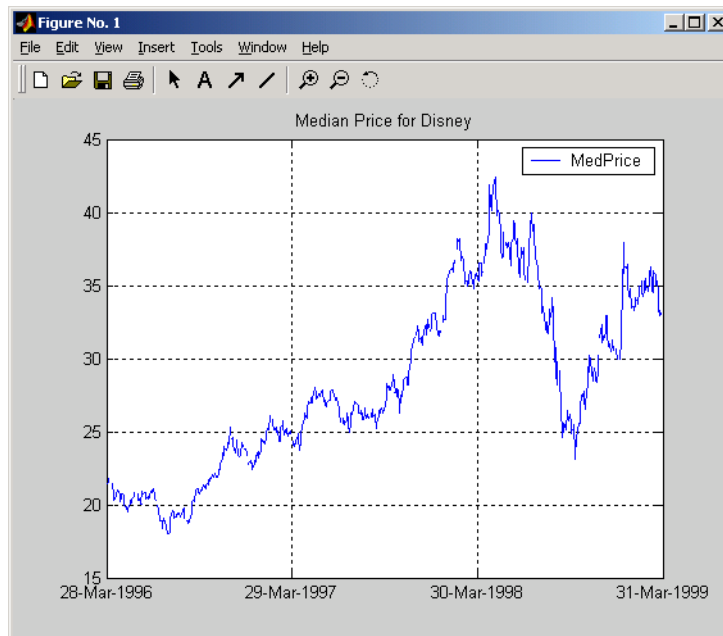 Figure No. 1
File Edit View Insert Tools Window Help
A
Median Price for Disney
MedPrice
45
40
35
30
25
20
15
28-Mar-1996 29-Mar-1997 30-Mar-1998 31-Mar-1999